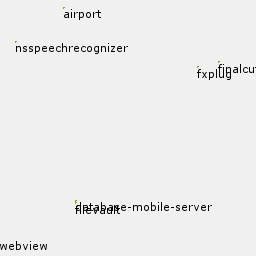 airport
nsspeechrecognizer
finalcut
fxplug
database-mobile-server
filevault
webview